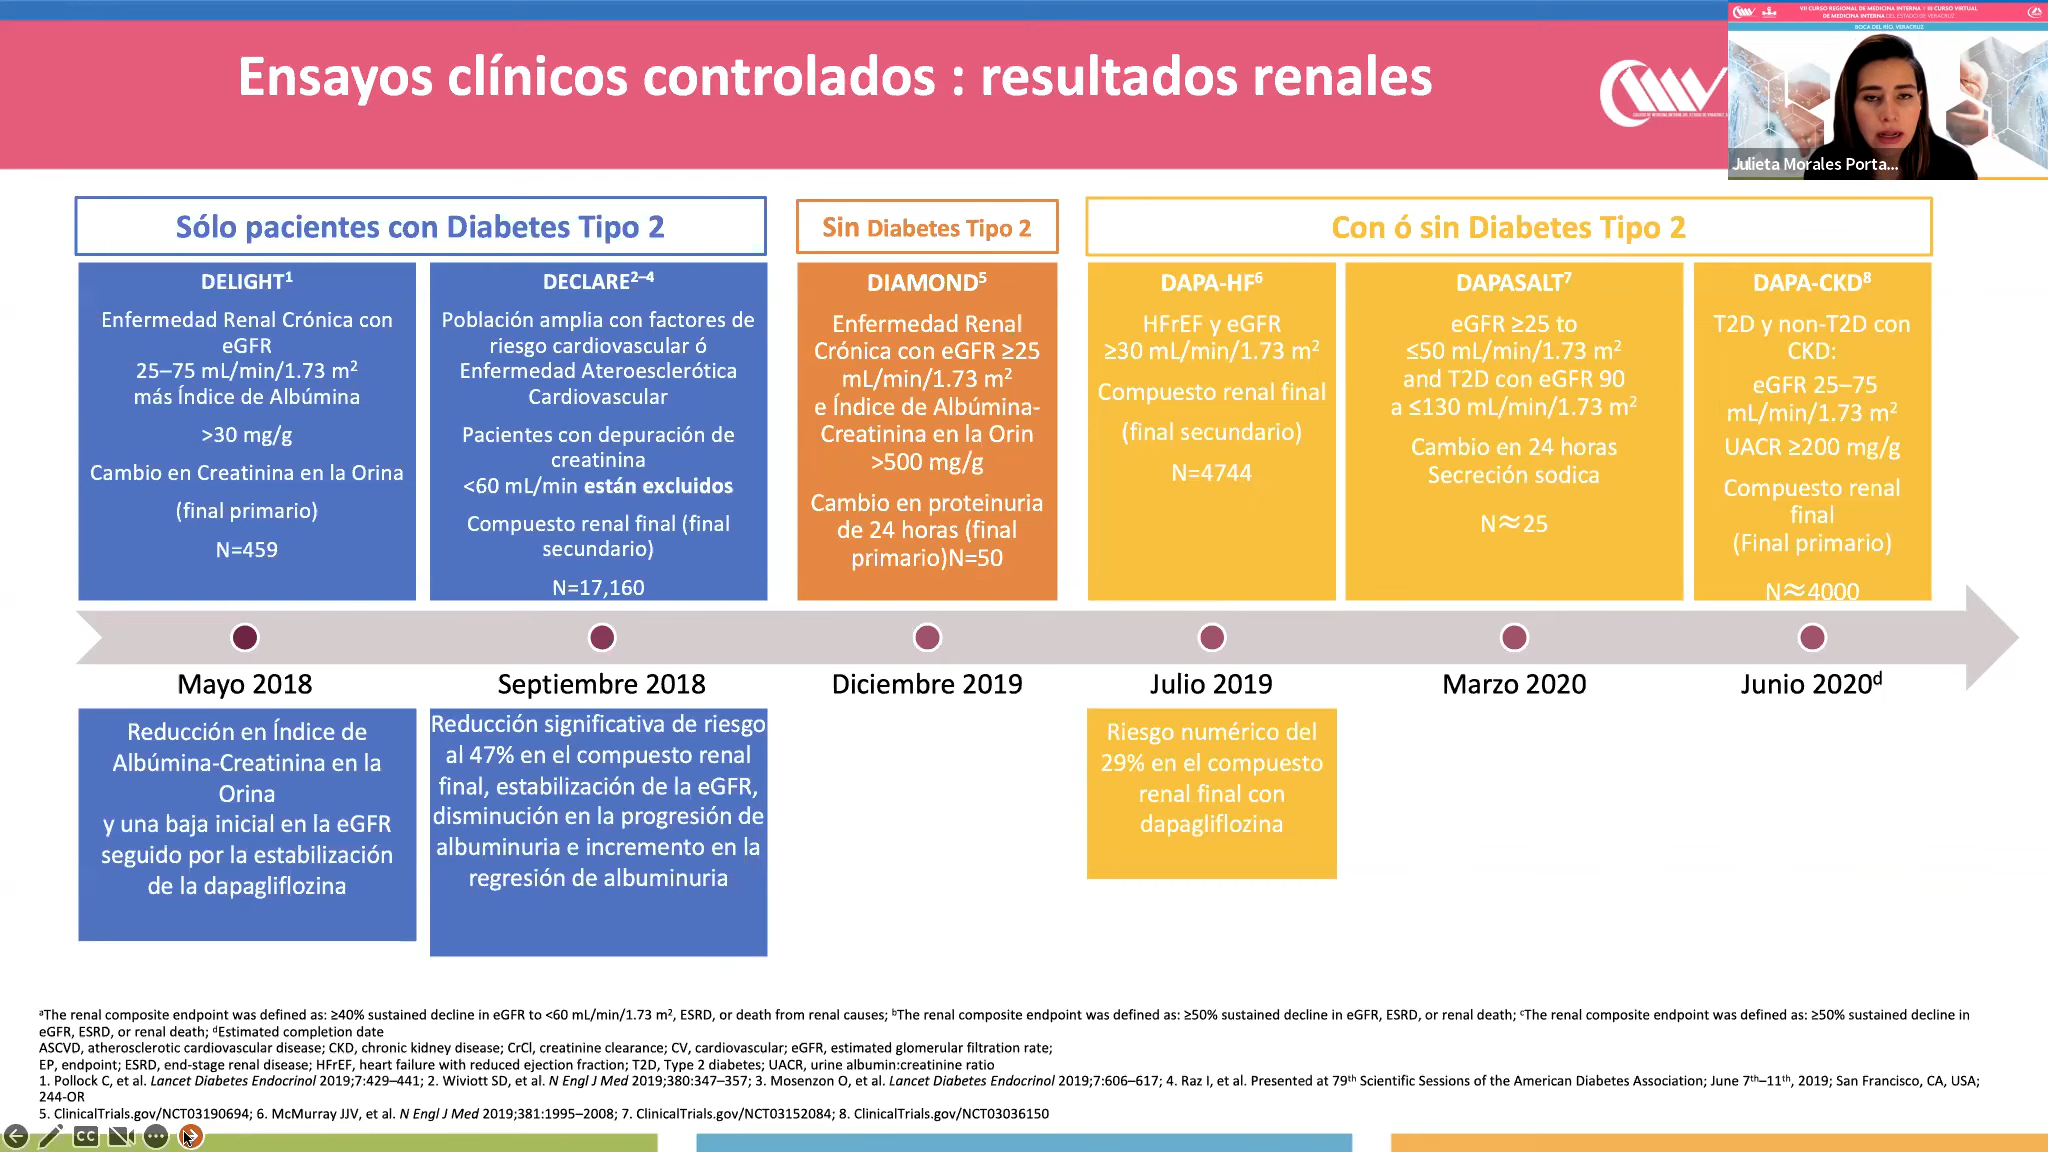 Ensayos clínicos controlados : resultados renales
VII CURSO REGIONAL DE MEDICINA INTERNA Y III CURSO VIRTUAL
DE MEDICINA INTERNA DEL ESTADO DE VERACRUZ
BOCA DEL RÍO, VERACRUZ
Julieta Morales Porta...
Sólo pacientes con Diabetes Tipo 2
Sin Diabetes Tipo 2
Con ó sin Diabetes Tipo 2
DELIGHT¹
Enfermedad Renal Crónica con
eGFR
25–75 mL/min/1.73 m²
más Índice de Albúmina
>30 mg/g
Cambio en Creatinina en la Orina
(final primario)
N=459
DECLARE²⁻⁴
Población amplia con factores de
riesgo cardiovascular ó
Enfermedad Ateroesclerótica
Cardiovascular
Pacientes con depuración de
creatinina
<60 mL/min están excluidos
Compuesto renal final (final
secundario)
N=17,160
DIAMOND⁵
Enfermedad Renal
Crónica con eGFR ≥25
mL/min/1.73 m²
e Índice de Albúmina-
Creatinina en la Orin
>500 mg/g
Cambio en proteinuria
de 24 horas (final
primario)N=50
DAPA-HF⁶
HFrEF y eGFR
≥30 mL/min/1.73 m²
Compuesto renal final
(final secundario)
N=4744
DAPASALT⁷
eGFR ≥25 to
≤50 mL/min/1.73 m²
and T2D con eGFR 90
a ≤130 mL/min/1.73 m²
Cambio en 24 horas
Secreción sodica
N≈25
DAPA-CKD⁸
T2D y non-T2D con
CKD:
eGFR 25–75
mL/min/1.73 m²
UACR ≥200 mg/g
Compuesto renal
final
(Final primario)
N≈4000
Mayo 2018
Septiembre 2018
Diciembre 2019
Julio 2019
Marzo 2020
Junio 2020ᵈ
Reducción en Índice de
Albúmina-Creatinina en la
Orina
y una baja inicial en la eGFR
seguido por la estabilización
de la dapagliflozina
Reducción significativa de riesgo
al 47% en el compuesto renal
final, estabilización de la eGFR,
disminución en la progresión de
albuminuria e incremento en la
regresión de albuminuria
Riesgo numérico del
29% en el compuesto
renal final con
dapagliflozina
ᵃThe renal composite endpoint was defined as: ≥40% sustained decline in eGFR to <60 mL/min/1.73 m², ESRD, or death from renal causes; ᵇThe renal composite endpoint was defined as: ≥50% sustained decline in eGFR, ESRD, or renal death; ᶜThe renal composite endpoint was defined as: ≥50% sustained decline in
eGFR, ESRD, or renal death; ᵈEstimated completion date
ASCVD, atherosclerotic cardiovascular disease; CKD, chronic kidney disease; CrCl, creatinine clearance; CV, cardiovascular; eGFR, estimated glomerular filtration rate;
EP, endpoint; ESRD, end-stage renal disease; HFrEF, heart failure with reduced ejection fraction; T2D, Type 2 diabetes; UACR, urine albumin:creatinine ratio
1. Pollock C, et al. Lancet Diabetes Endocrinol 2019;7:429–441; 2. Wiviott SD, et al. N Engl J Med 2019;380:347–357; 3. Mosenzon O, et al. Lancet Diabetes Endocrinol 2019;7:606–617; 4. Raz I, et al. Presented at 79ᵗʰ Scientific Sessions of the American Diabetes Association; June 7ᵗʰ–11ᵗʰ, 2019; San Francisco, CA, USA;
244-OR
5. ClinicalTrials.gov/NCT03190694; 6. McMurray JJV, et al. N Engl J Med 2019;381:1995–2008; 7. ClinicalTrials.gov/NCT03152084; 8. ClinicalTrials.gov/NCT03036150
CC